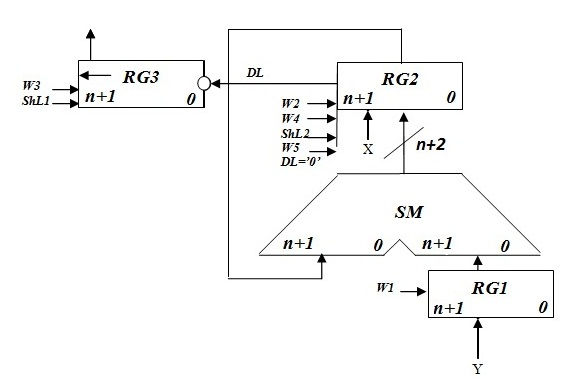 RG3
n+1 0
W3
ShL1
DL
RG2
n+1 0
W2
W4
ShL2
W5
DL='0'
X
n+2
SM
n+1 0 n+1 0
W1
RG1
n+1 0
Y